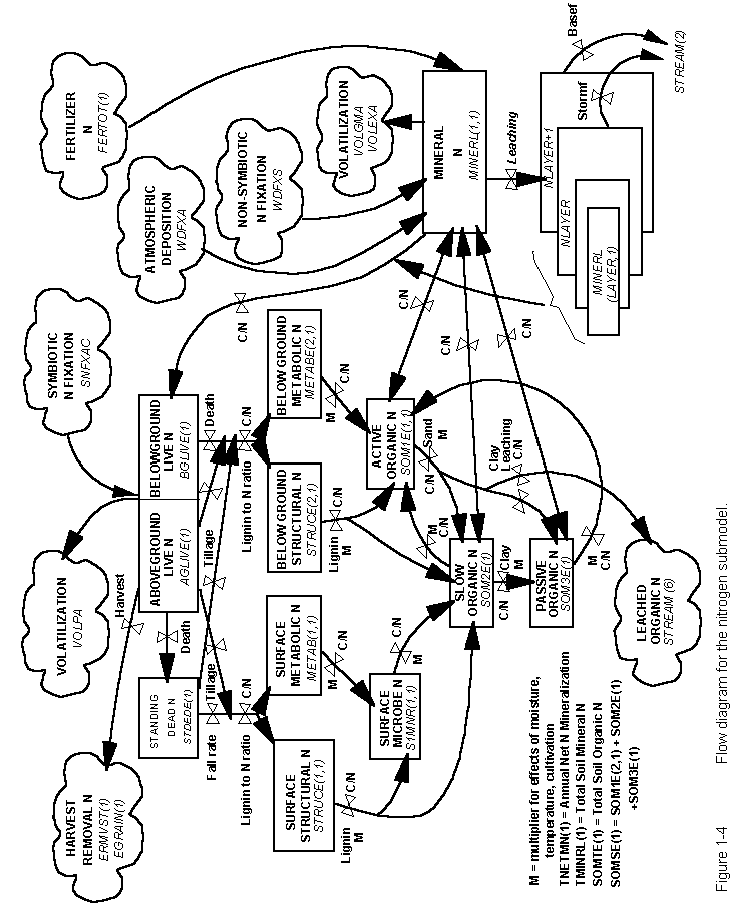 HARVEST
REMOVAL N
ERMVST(1)
EGRAIN(1)
VOLATILIZATION
VOLPA
SYMBIOTIC
N FIXATION
SNFXAC
ATMOSPHERIC
DEPOSITION
WDFXA
FERTILIZER
N
FERTOT(1)
NON-SYMBIOTIC
N FIXATION
WDFXS
VOLATILIZATION
VOLGMA
VOLEXA
Harvest
STANDING
DEAD N
STDEDE(1)
Death
ABOVEGROUND
LIVE N
AGLIVE(1)
BELOWGROUND
LIVE N
BGLIVE(1)
Death
Fall rate
Tillage
Tillage
Lignin to N ratio
C/N
Lignin to N ratio
C/N
C/N
SURFACE
STRUCTURAL N
STRUCE(1,1)
SURFACE
METABOLIC N
METAB(1,1)
BELOW GROUND
STRUCTURAL N
STRUCE(2,1)
BELOW GROUND
METABOLIC N
METABE(2,1)
MINERAL
N
MINERL(1,1)
Lignin
M
C/N
M
C/N
Lignin
M
C/N
M
C/N
SURFACE
MICROBE N
S1MNR(1,1)
ACTIVE
ORGANIC N
SOM1E(1,1)
C/N
C/N
C/N
Leaching
M
C/N
M
C/N
C/N
Sand
M
SLOW
ORGANIC N
SOM2E(1)
Clay
Leaching
C/N
C/N
Clay
M
PASSIVE
ORGANIC N
SOM3E(1)
M
C/N
LEACHED
ORGANIC N
STREAM (6)
NLAYER+1
NLAYER
MINERL
(LAYER,1)
Stormf
Basef
STREAM(2)
M = multiplier for effects of moisture,
temperature, cultivation
TNETMN(1) = Annual Net N Mineralization
TMINRL(1) = Total Soil Mineral N
SOMTE(1) = Total Soil Organic N
SOMSE(1) = SOM1E(2,1) + SOM2E(1)
+SOM3E(1)
Figure 1-4 Flow diagram for the nitrogen submodel.